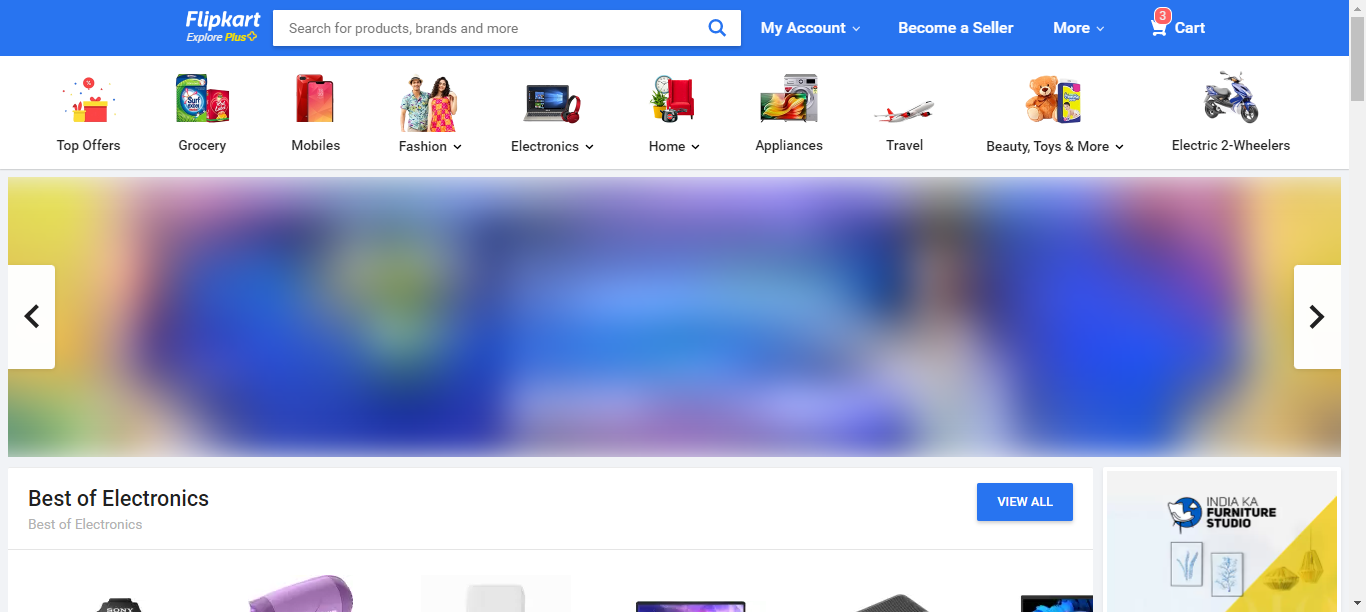 Flipkart
Explore Plus
Search for products, brands and more
My Account
Become a Seller
More
3
Cart
Top Offers
Grocery
Mobiles
Fashion
Electronics
Home
Appliances
Travel
Beauty, Toys & More
Electric 2-Wheelers
Best of Electronics
Best of Electronics
VIEW ALL
INDIA KA
FURNITURE
STUDIO
Surf
SONY